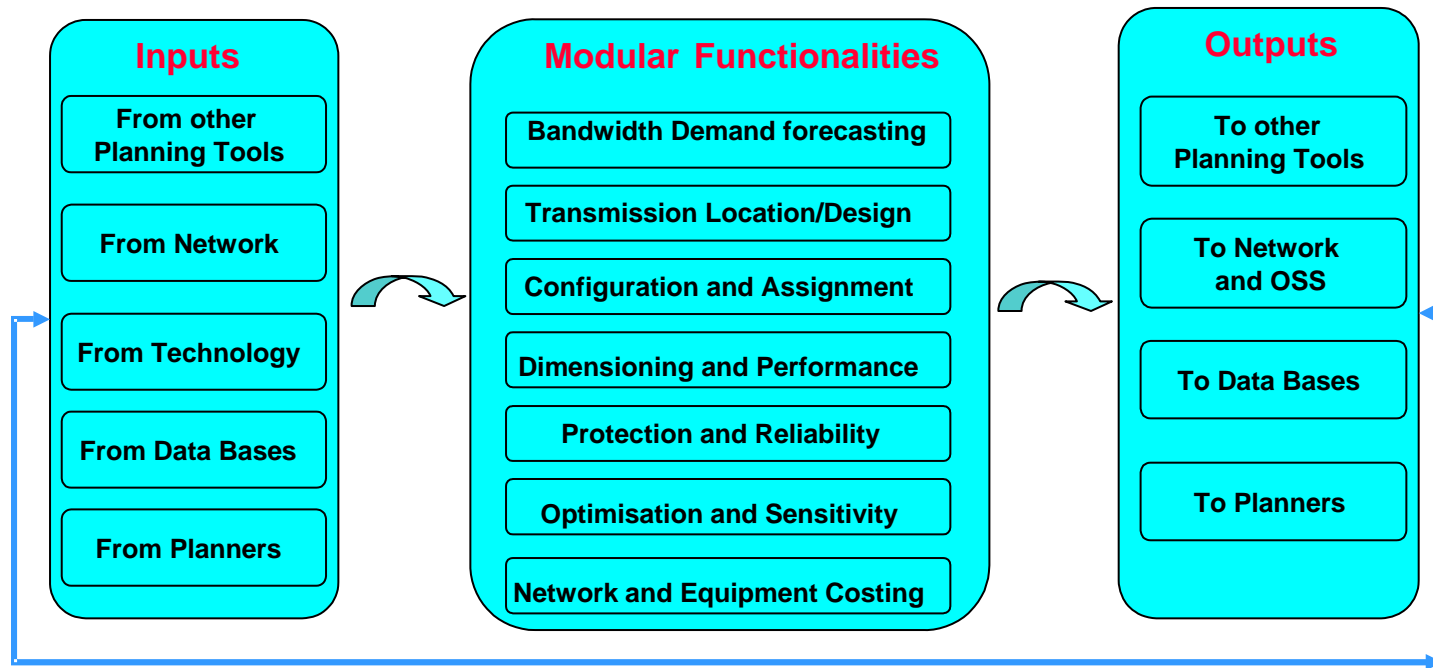 Inputs
From other
Planning Tools
From Network
From Technology
From Data Bases
From Planners
Modular Functionalities
Bandwidth Demand forecasting
Transmission Location/Design
Configuration and Assignment
Dimensioning and Performance
Protection and Reliability
Optimisation and Sensitivity
Network and Equipment Costing
Outputs
To other
Planning Tools
To Network
and OSS
To Data Bases
To Planners